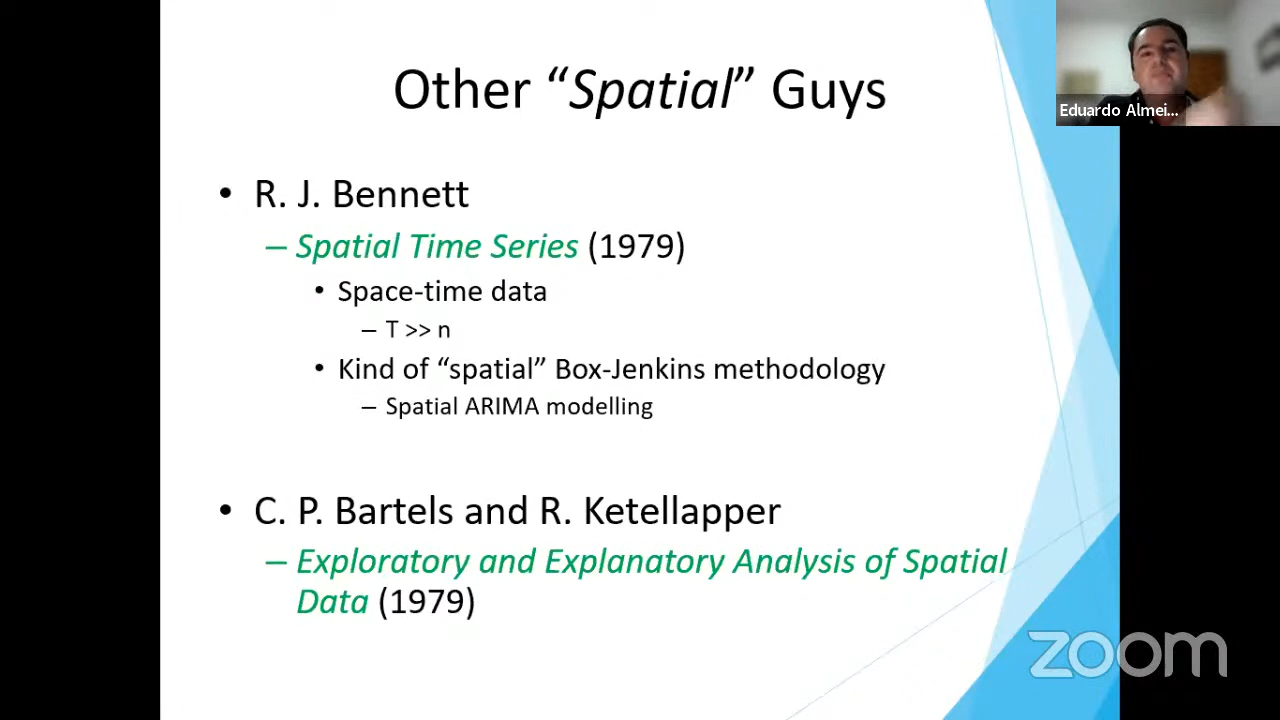 Other “Spatial” Guys
Eduardo Almei...
• R. J. Bennett
– Spatial Time Series (1979)
• Space-time data
– T >> n
• Kind of “spatial” Box-Jenkins methodology
– Spatial ARIMA modelling
• C. P. Bartels and R. Ketellapper
– Exploratory and Explanatory Analysis of Spatial
Data (1979)
zoom